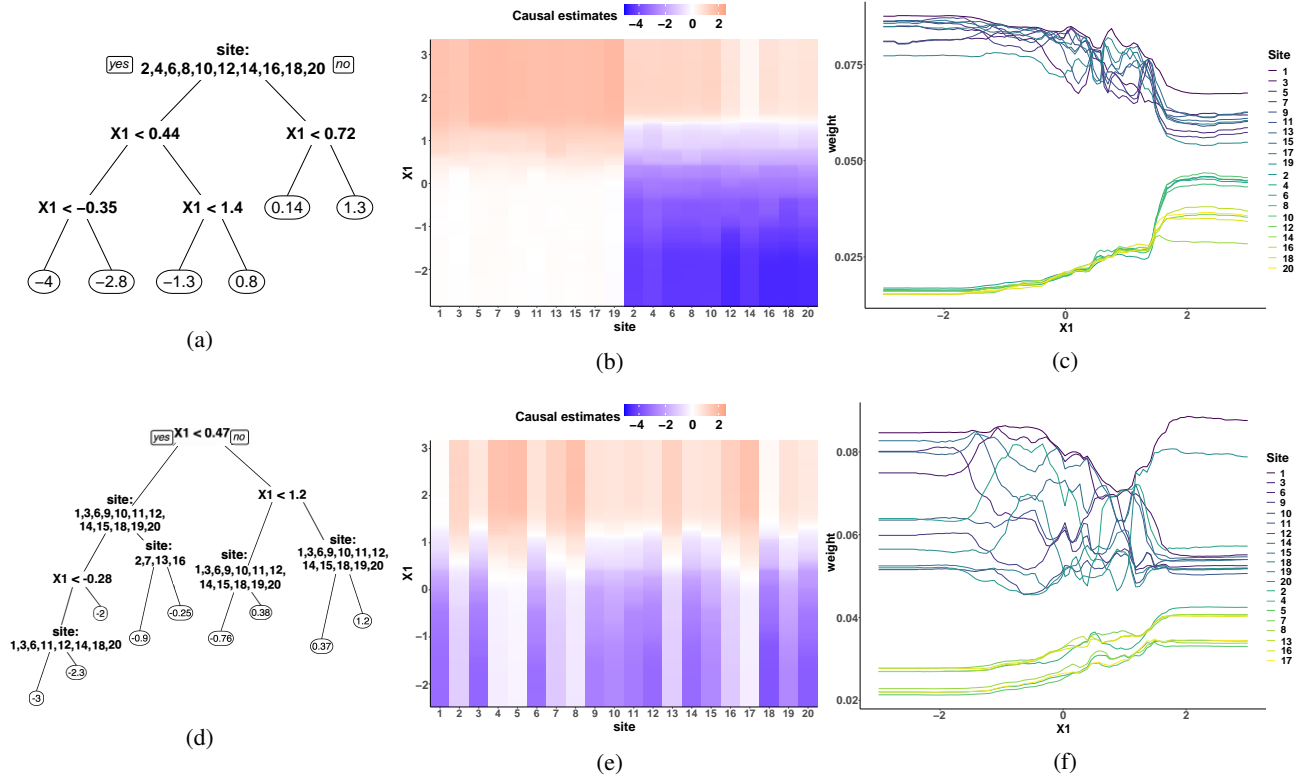 site:
yes 2,4,6,8,10,12,14,16,18,20 no
X1 < 0.44 X1 < 0.72
X1 < −0.35 X1 < 1.4 0.14 1.3
−4 −2.8 −1.3 0.8
(a)
Causal estimates −4 −2 0 2
X1
3
2
1
0
−1
−2
1 3 5 7 9 11 13 15 17 19 2 4 6 8 10 12 14 16 18 20
site
(b)
weight
0.075
0.050
0.025
−2 0 2
X1
Site
1
3
5
7
9
11
13
15
17
19
2
4
6
8
10
12
14
16
18
20
(c)
yes X1 < 0.47 no
site:
1,3,6,9,10,11,12,
14,15,18,19,20
X1 < 1.2
X1 < -0.28
site:
2,7,13,16
site:
1,3,6,9,10,11,12,
14,15,18,19,20
site:
1,3,6,9,10,11,12,
14,15,18,19,20
-2 -0.25 0.38 1.2
site:
1,3,6,11,12,14,18,20
-0.9 -0.76 0.37
-2.3
-3
(d)
Causal estimates −4 −2 0 2
X1
3
2
1
0
−1
−2
1 2 3 4 5 6 7 8 9 10 11 12 13 14 15 16 17 18 19 20
site
(e)
weight
0.08
0.06
0.04
0.02
−2 0 2
X1
Site
1
3
6
9
10
11
12
14
15
18
19
20
2
4
5
7
8
13
16
17
(f)